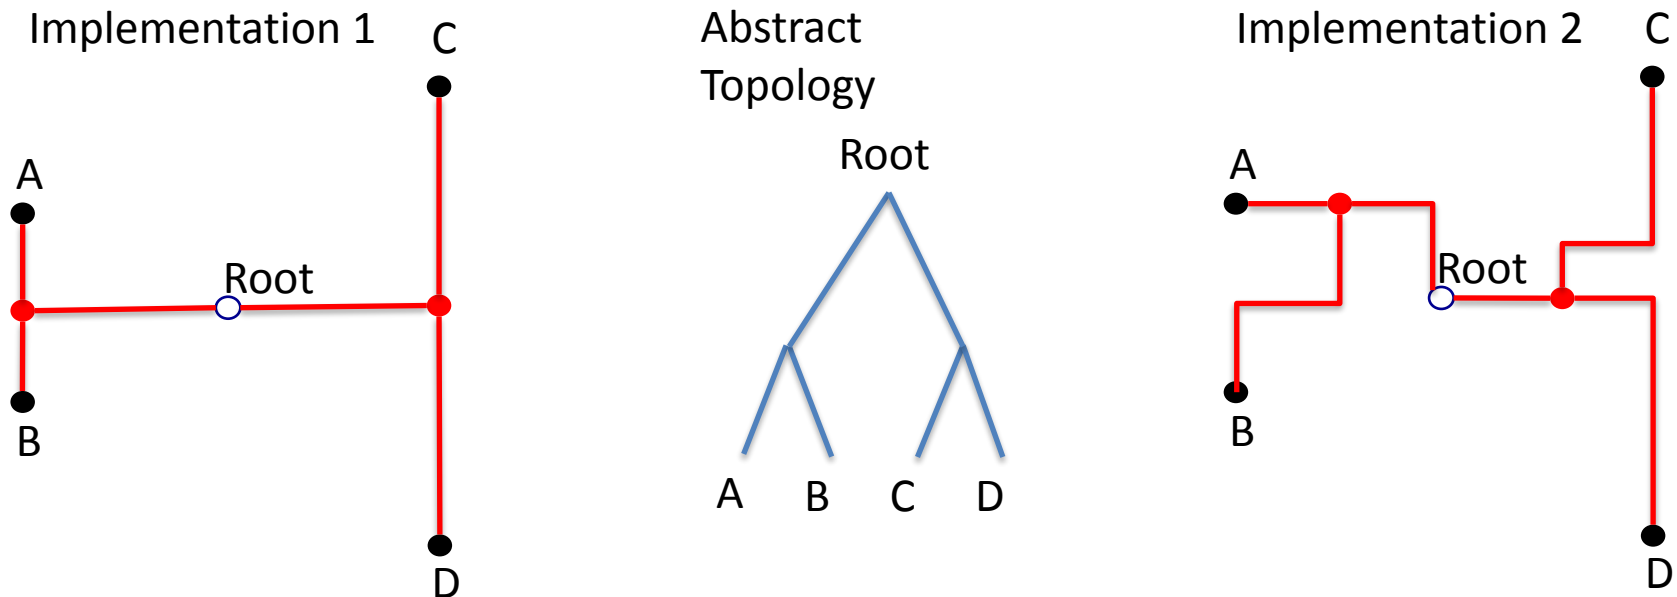 Implementation 1
C
A
Root
B
D
Abstract
Topology
Root
A B C D
Implementation 2
C
A
Root
B
D